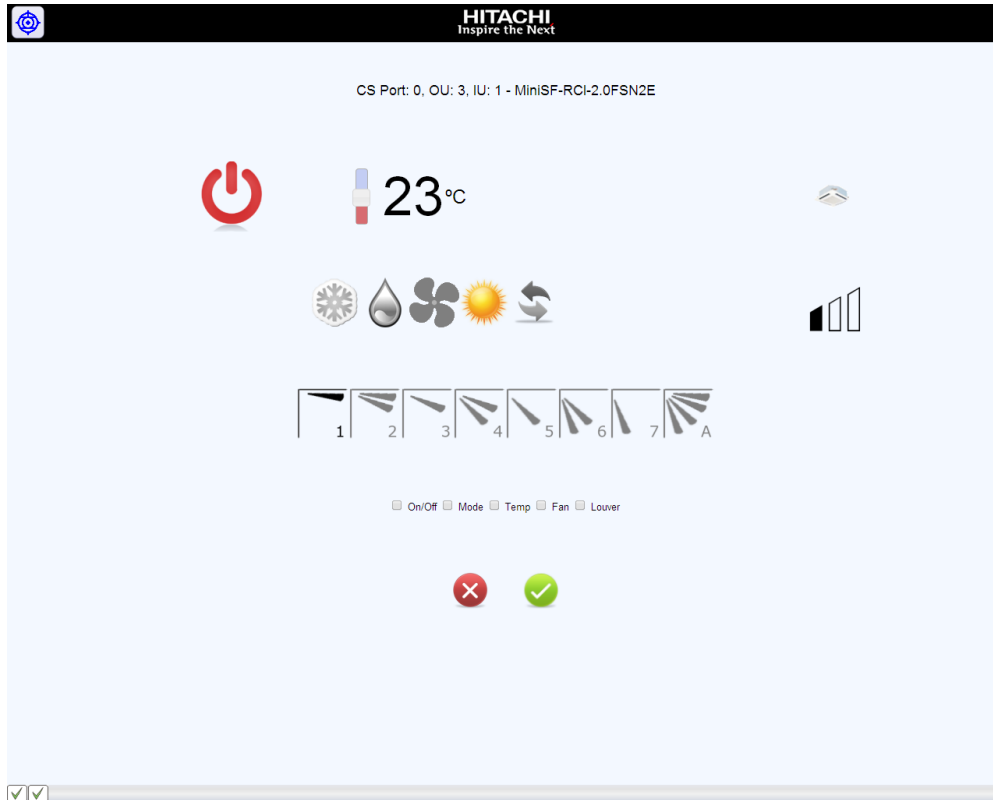 HITACHI
Inspire the Next
CS Port: 0, OU: 3, IU: 1 - MiniSF-RCI-2.0FSN2E
23 ºC
1 2 3 4 5 6 7 A
On/Off Mode Temp Fan Louver